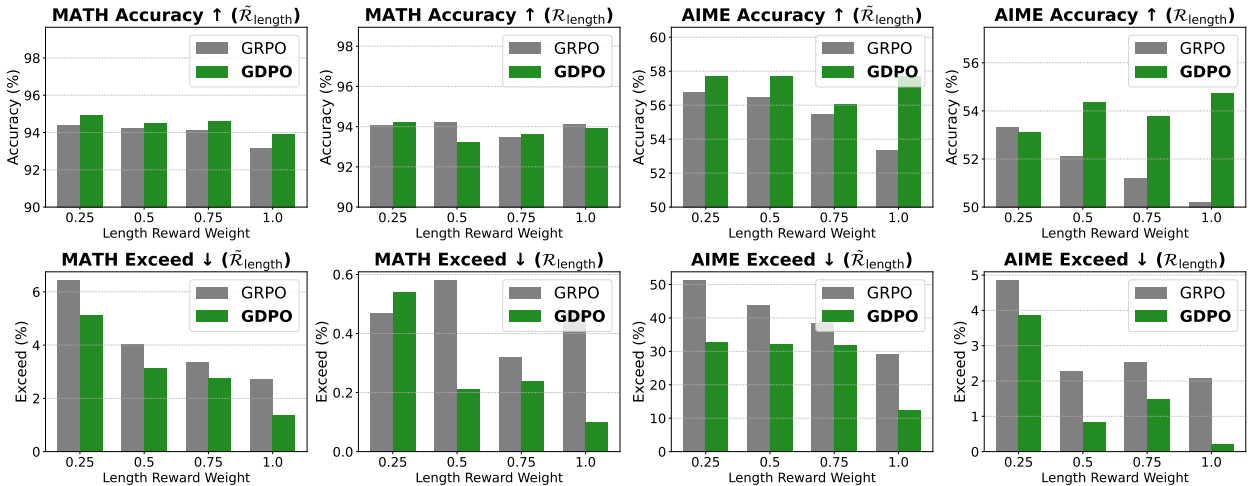 MATH Accuracy ↑ (R̃length)
Accuracy (%)
98
96
94
92
90
GRPO
GDPO
0.25 0.5 0.75 1.0
Length Reward Weight
MATH Accuracy ↑ (Rlength)
Accuracy (%)
98
96
94
92
90
GRPO
GDPO
0.25 0.5 0.75 1.0
Length Reward Weight
AIME Accuracy ↑ (R̃length)
Accuracy (%)
60
58
56
54
52
50
GRPO
GDPO
0.25 0.5 0.75 1.0
Length Reward Weight
AIME Accuracy ↑ (Rlength)
Accuracy (%)
56
54
52
50
GRPO
GDPO
0.25 0.5 0.75 1.0
Length Reward Weight
MATH Exceed ↓ (R̃length)
Exceed (%)
6
4
2
0
GRPO
GDPO
0.25 0.5 0.75 1.0
Length Reward Weight
MATH Exceed ↓ (Rlength)
Exceed (%)
0.6
0.4
0.2
0.0
GRPO
GDPO
0.25 0.5 0.75 1.0
Length Reward Weight
AIME Exceed ↓ (R̃length)
Exceed (%)
50
40
30
20
10
0
GRPO
GDPO
0.25 0.5 0.75 1.0
Length Reward Weight
AIME Exceed ↓ (Rlength)
Exceed (%)
5
4
3
2
1
0
GRPO
GDPO
0.25 0.5 0.75 1.0
Length Reward Weight